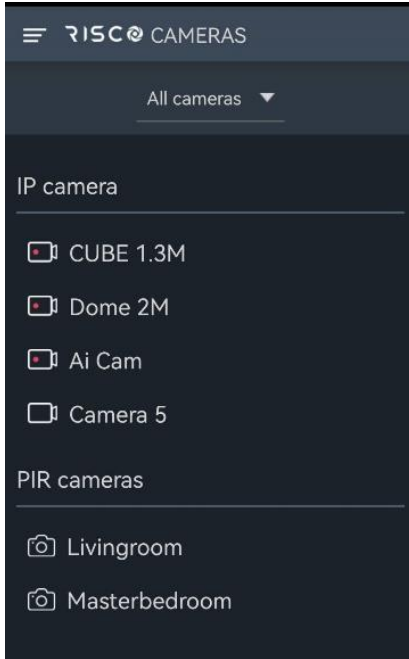 RISCO CAMERAS
All cameras
IP camera
CUBE 1.3M
Dome 2M
Ai Cam
Camera 5
PIR cameras
Livingroom
Masterbedroom